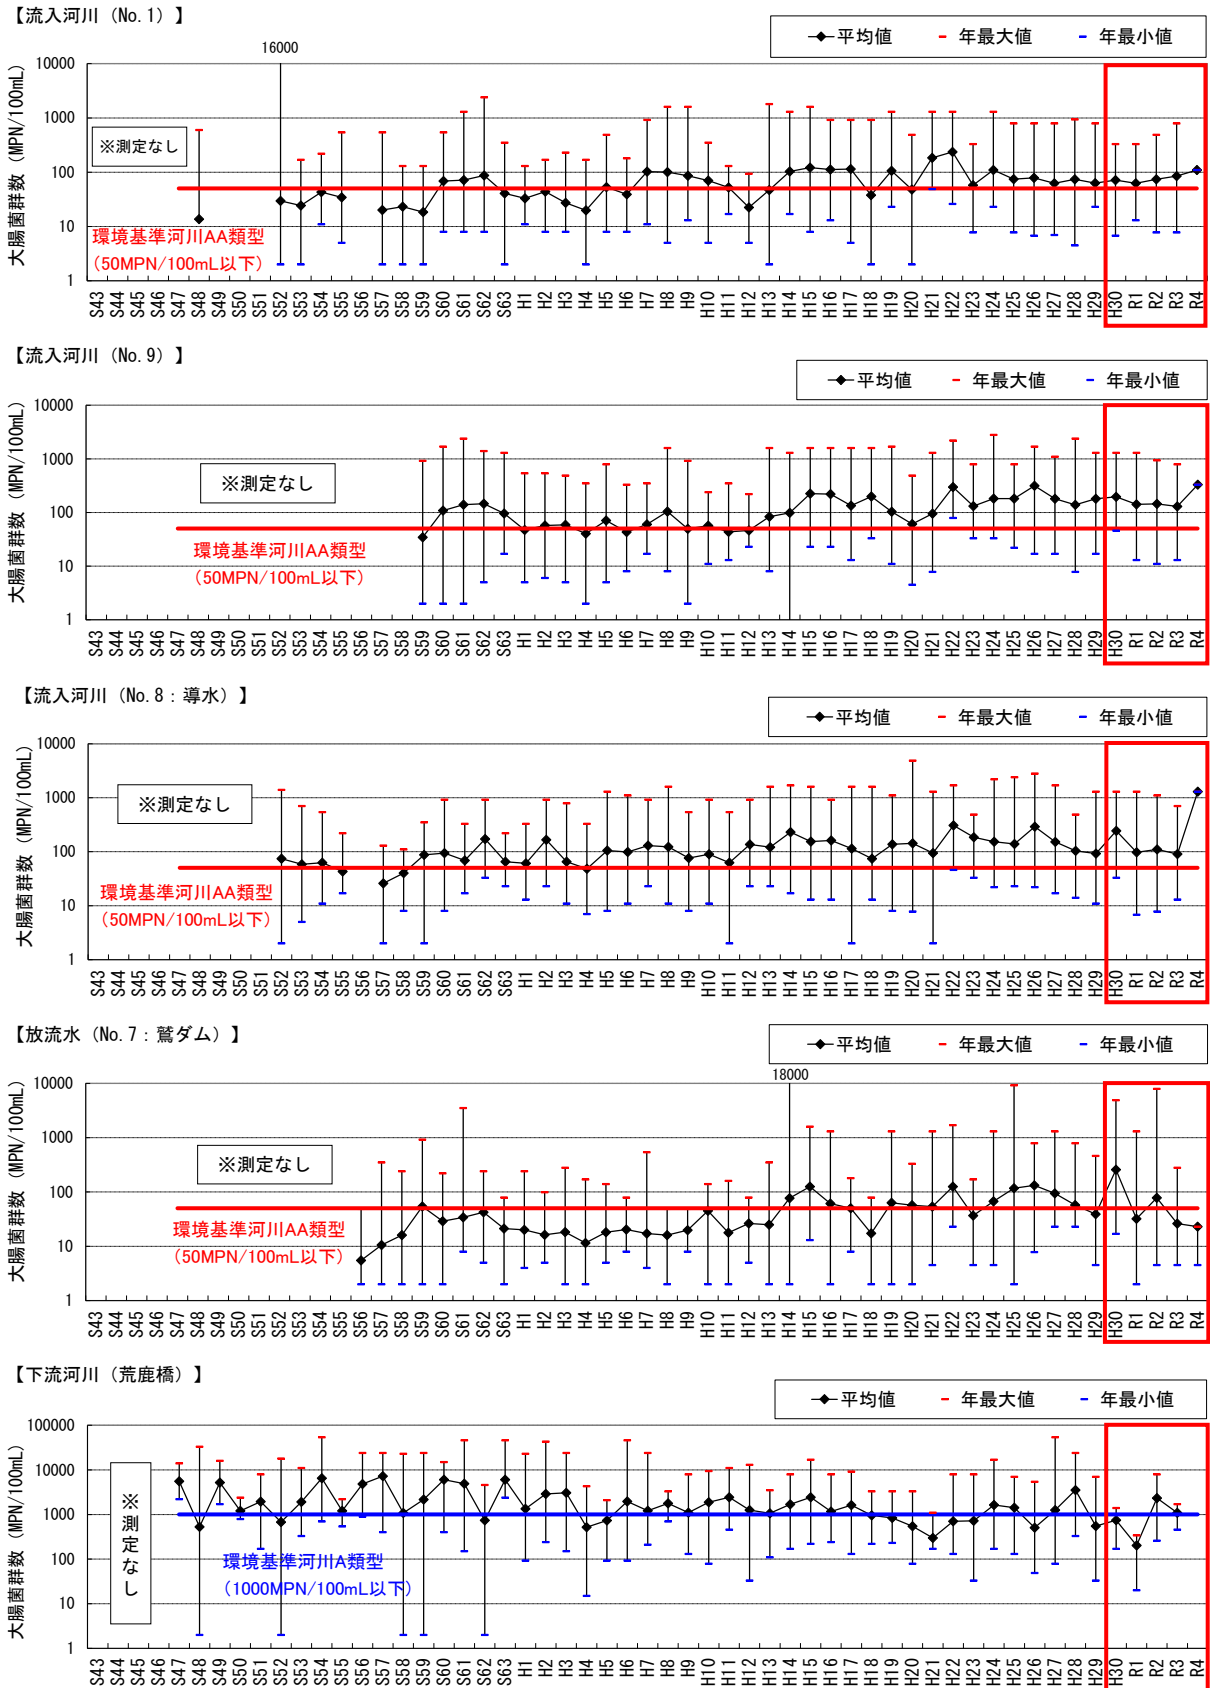 【流入河川（No.1）】
平均値 年最大値 年最小値
16000
大腸菌群数（MPN/100mL）
10000
1000
100
10
1
※測定なし
環境基準河川AA類型
（50MPN/100mL以下）
S43 S44 S45 S46 S47 S48 S49 S50 S51 S52 S53 S54 S55 S57 S58 S59 S60 S61 S62 S63 H1 H2 H3 H4 H5 H6 H7 H8 H9 H10 H11 H12 H13 H14 H15 H16 H17 H18 H19 H20 H21 H22 H23 H24 H25 H26 H27 H28 H29 H30 R1 R2 R3 R4
【流入河川（No.9）】
平均値 年最大値 年最小値
大腸菌群数（MPN/100mL）
10000
1000
100
10
1
※測定なし
環境基準河川AA類型
（50MPN/100mL以下）
S43 S44 S45 S46 S47 S48 S49 S50 S51 S52 S53 S54 S55 S57 S58 S59 S60 S61 S62 S63 H1 H2 H3 H4 H5 H6 H7 H8 H9 H10 H11 H12 H13 H14 H15 H16 H17 H18 H19 H20 H21 H22 H23 H24 H25 H26 H27 H28 H29 H30 R1 R2 R3 R4
【流入河川（No.8：導水）】
平均値 年最大値 年最小値
大腸菌群数（MPN/100mL）
10000
1000
100
10
1
※測定なし
環境基準河川AA類型
（50MPN/100mL以下）
S43 S44 S45 S46 S47 S48 S49 S50 S51 S52 S53 S54 S55 S57 S58 S59 S60 S61 S62 S63 H1 H2 H3 H4 H5 H6 H7 H8 H9 H10 H11 H12 H13 H14 H15 H16 H17 H18 H19 H20 H21 H22 H23 H24 H25 H26 H27 H28 H29 H30 R1 R2 R3 R4
【放流水（No.7：鷲ダム）】
平均値 年最大値 年最小値
18000
大腸菌群数（MPN/100mL）
10000
1000
100
10
1
※測定なし
環境基準河川AA類型
（50MPN/100mL以下）
S43 S44 S45 S46 S47 S48 S49 S50 S51 S52 S53 S54 S55 S56 S57 S58 S59 S60 S61 S62 S63 H1 H2 H3 H4 H5 H6 H7 H8 H9 H10 H11 H12 H13 H14 H15 H16 H17 H18 H19 H20 H21 H22 H23 H24 H25 H26 H27 H28 H29 H30 R1 R2 R3 R4
【下流河川（荒鹿橋）】
平均値 年最大値 年最小値
大腸菌群数（MPN/100mL）
100000
10000
1000
100
10
1
※測定なし
環境基準河川A類型
（1000MPN/100mL以下）
S43 S44 S45 S46 S47 S48 S49 S50 S51 S52 S53 S54 S55 S56 S57 S58 S59 S60 S61 S62 S63 H1 H2 H3 H4 H5 H6 H7 H8 H9 H10 H11 H12 H13 H14 H15 H16 H17 H18 H19 H20 H21 H22 H23 H24 H25 H26 H27 H28 H29 H30 R1 R2 R3 R4